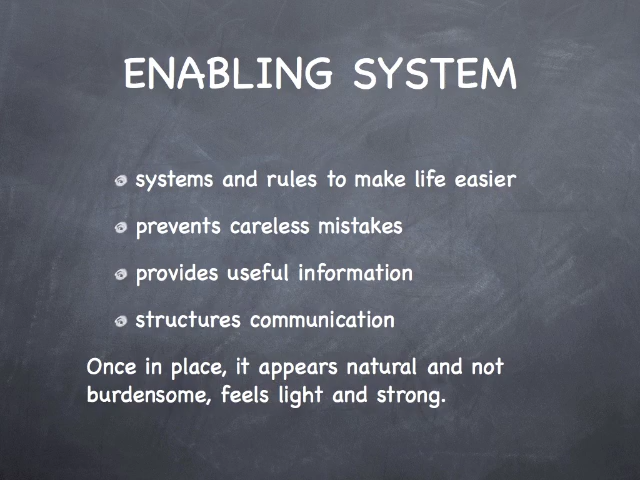 ENABLING SYSTEM
systems and rules to make life easier
prevents careless mistakes
provides useful information
structures communication
Once in place, it appears natural and not
burdensome, feels light and strong.